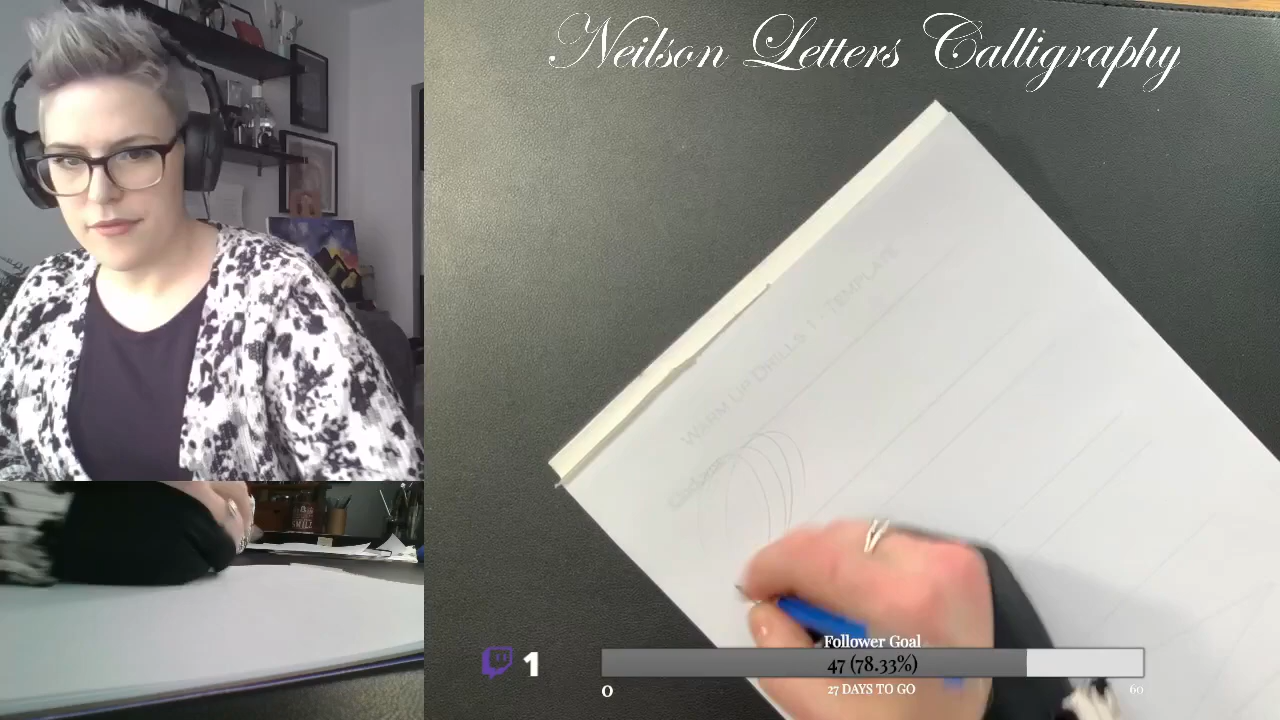 Neilson Letters Calligraphy
WARM UP DRILLS 1 : TEMPLATE
1
Follower Goal
47 (78.33%)
0
27 DAYS TO GO
60